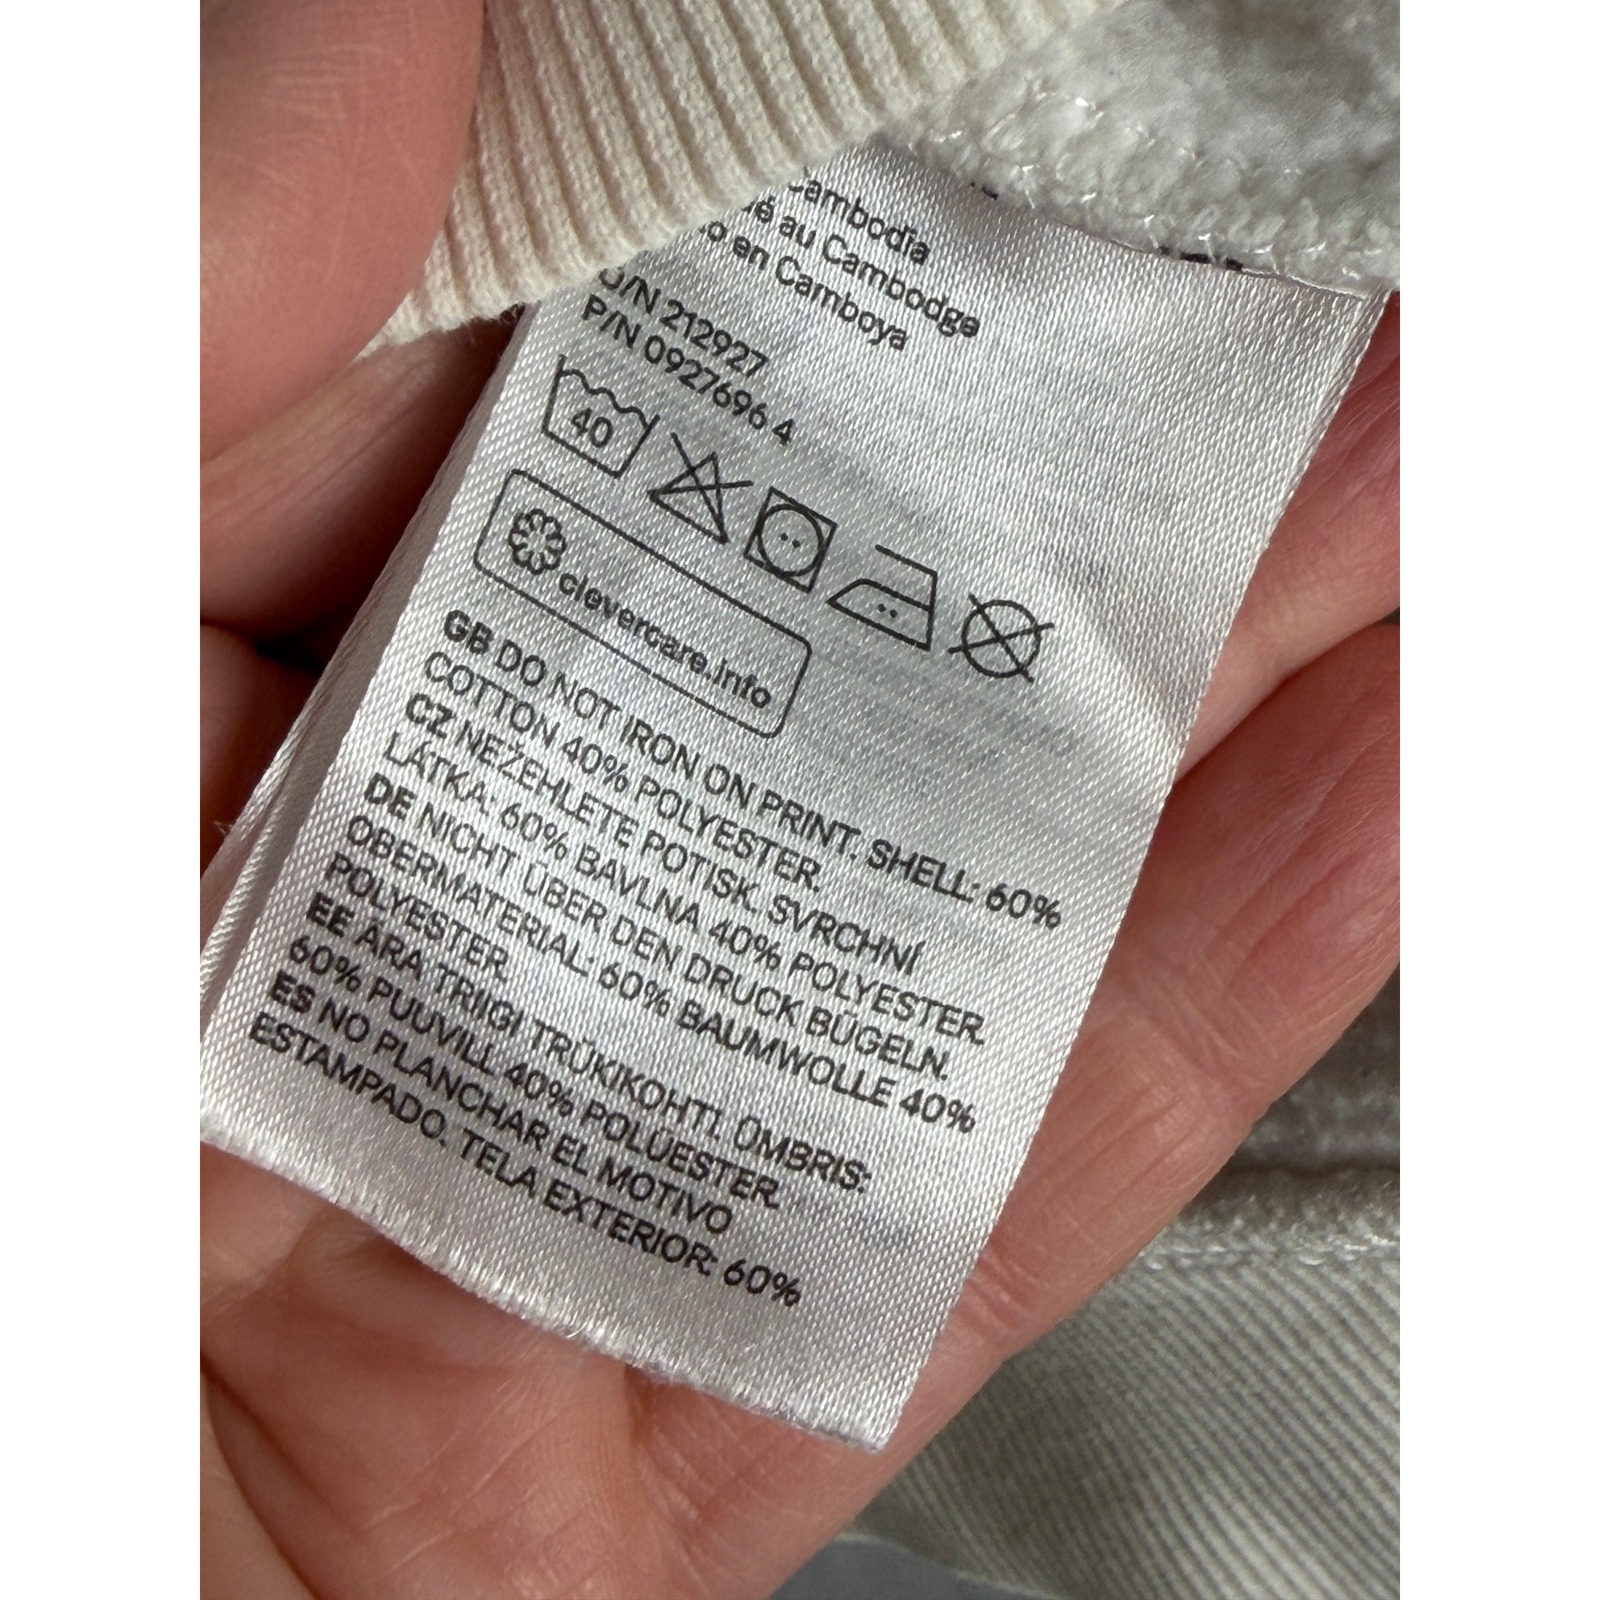 Cambodia
au Cambodge
en Camboya
O/N 212927
P/N 0927696 4
40
clevercare.info
GB DO NOT IRON ON PRINT. SHELL: 60%
COTTON 40% POLYESTER.
CZ NEŽEHLETE POTISK. SVRCHNÍ
LÁTKA: 60% BAVLNA 40% POLYESTER.
DE NICHT ÜBER DEN DRUCK BÜGELN.
OBERMATERIAL: 60% BAUMWOLLE 40%
POLYESTER.
EE ÄRA TRIIGI TRÜKIKOHTI. ÜMBRIS:
60% PUUVILL 40% POLÜESTER.
ES NO PLANCHAR EL MOTIVO
ESTAMPADO. TELA EXTERIOR: 60%